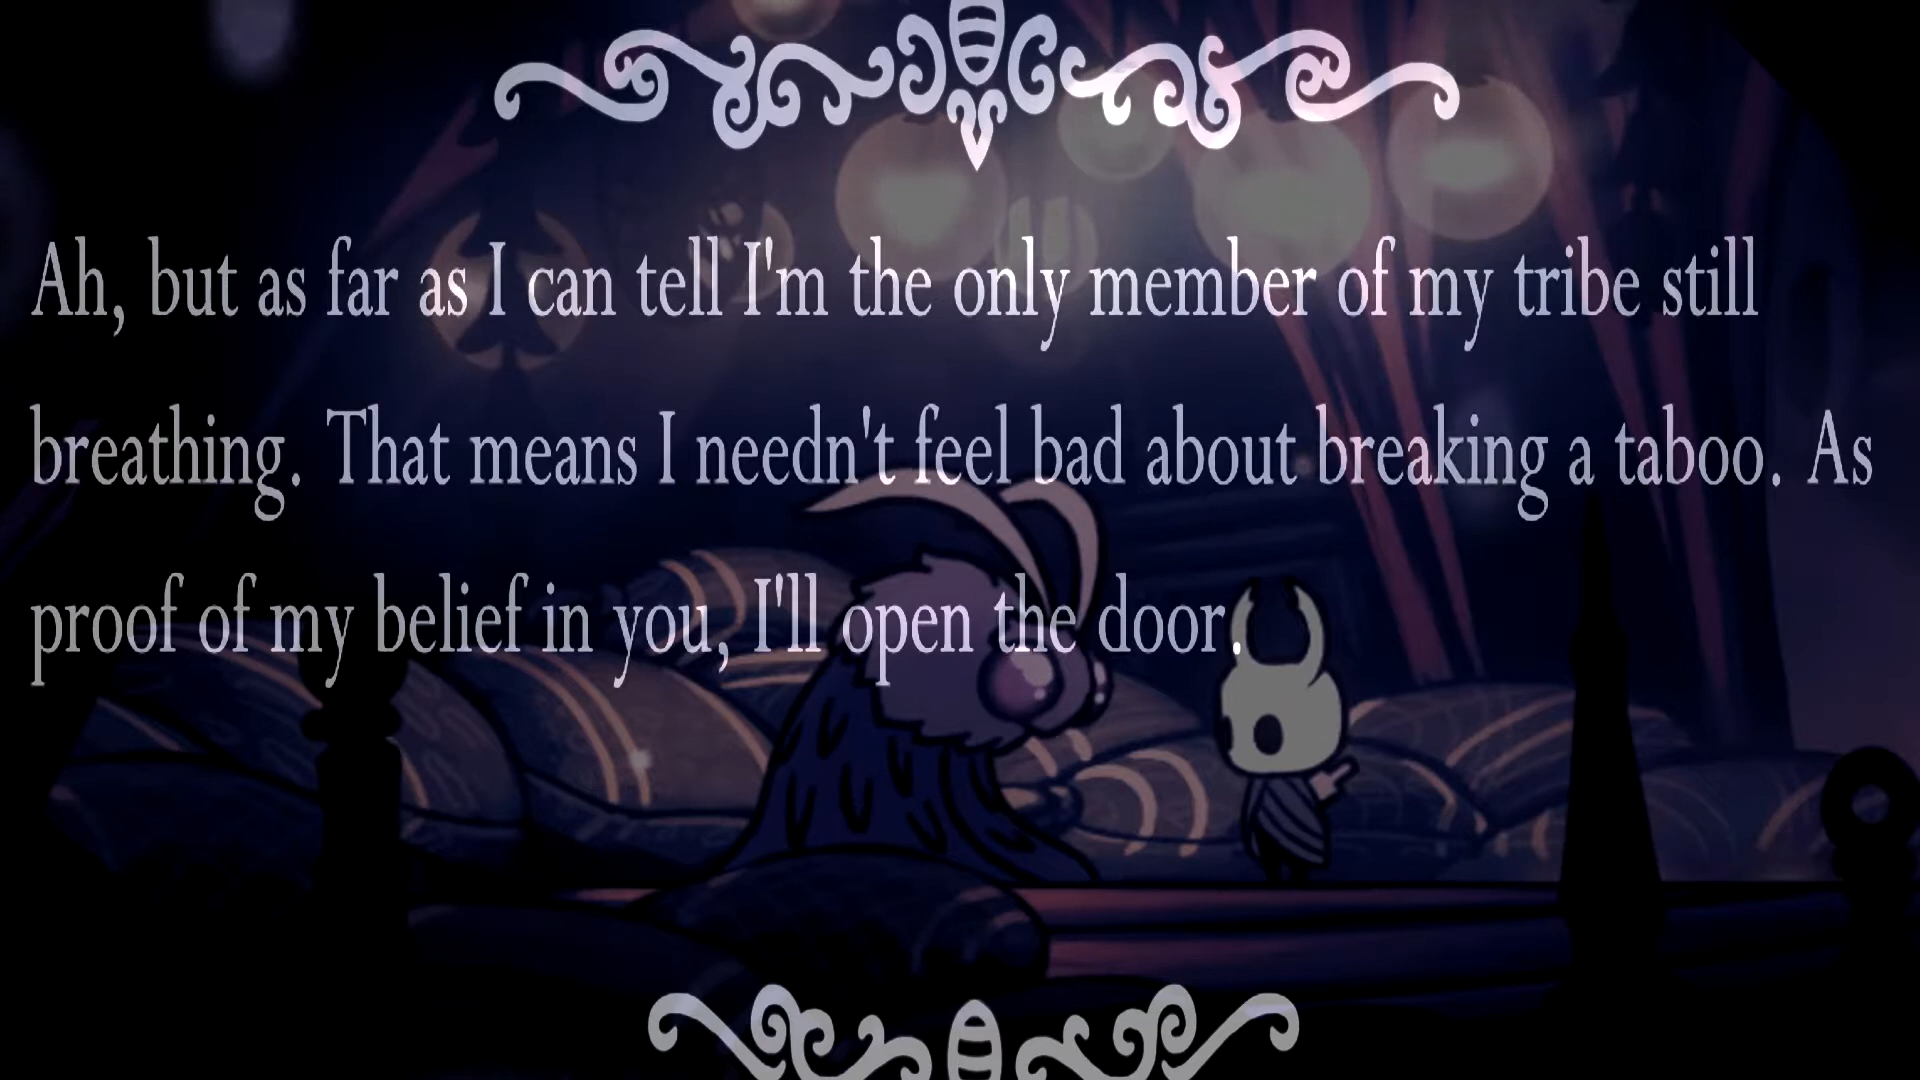 Ah, but as far as I can tell I'm the only member of my tribe still
breathing. That means I needn't feel bad about breaking a taboo. As
proof of my belief in you, I'll open the door.